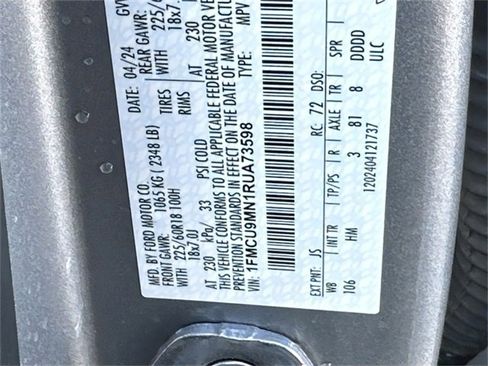 MFD. BY FORD MOTOR CO.
DATE: 04/24 GV
FRONT GAWR: 1065 KG ( 2348 LB) REAR GAWR:
WITH 225/60R18 100H TIRES WITH 225/6
18x7.0J RIMS 18x7.
AT 230 kPa/ 33 PSI COLD AT 230
THIS VEHICLE CONFORMS TO ALL APPLICABLE FEDERAL MOTOR VE
PREVENTION STANDARDS IN EFFECT ON THE DATE OF MANUFACTUR
VIN: 1FMCU9MN1RUA73598 TYPE: MPV
EXT PNT: JS RC: 72 DSO:
WB INT TR TP/PS R AXLE TR SPR
106 HM 3 81 8 DDDD
1202404121737 ULC